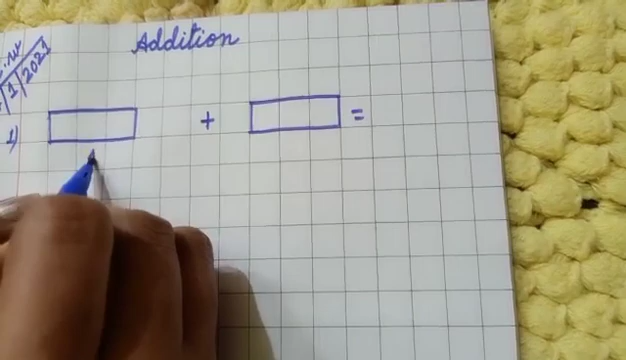 Addition
/1/2021
1) + =